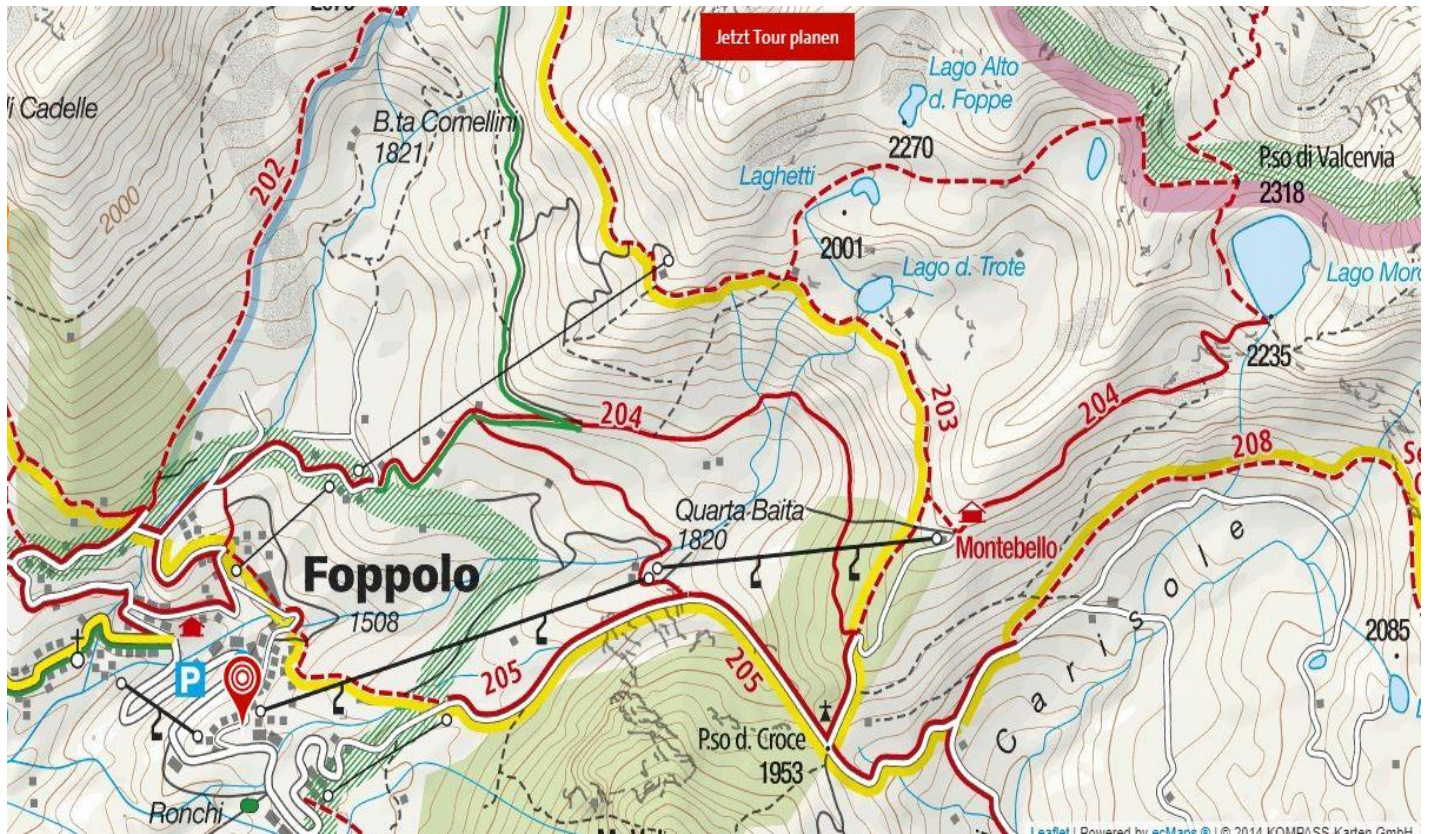 Jetzt Tour planen
li Cadelle
B.ta Cornellini
1821
Lago Alto
d. Foppe
2270
P.so di Valcervia
2318
202
2000
Laghetti
2001
Lago d. Trote
2235
204
203
204
208
Quarta Baita
1820
Montebello
Foppolo
1508
Carisole
2085
P
205
205
P.so d. Croce
1953
Ronchi
Leaflet | Powered by ecMaps ® | © 2014 KOMPASS-Karten GmbH